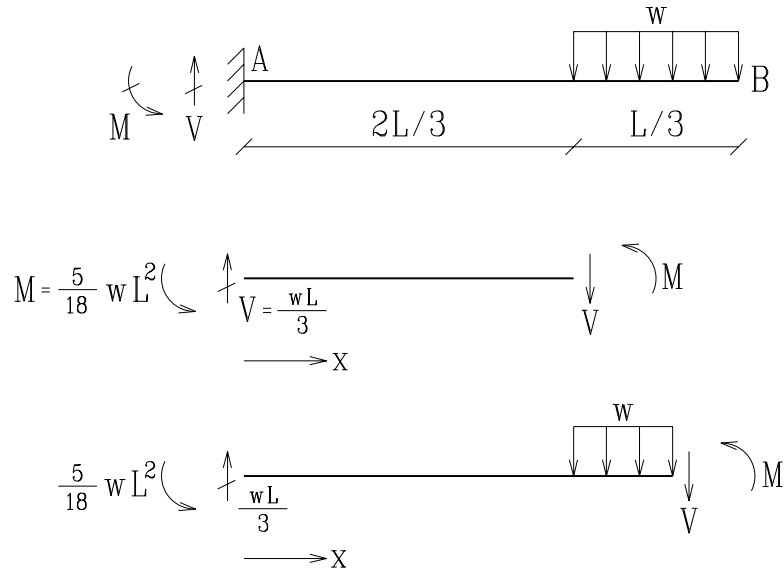 w
A
B
M
V
2L/3
L/3
M = 5/18 wL²
V = wL/3
V
M
x
w
5/18 wL²
wL/3
V
M
x